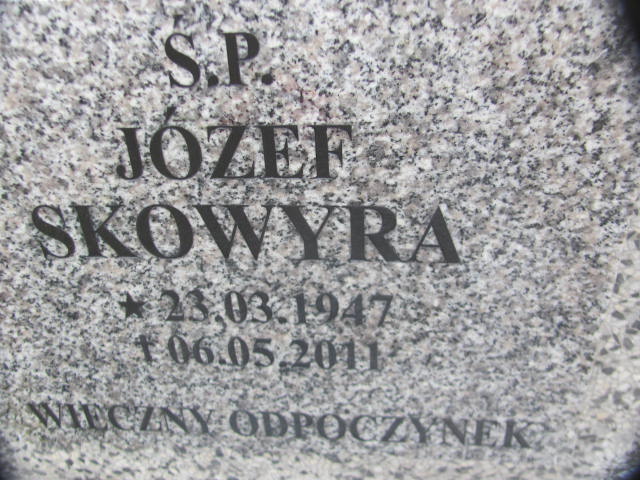 Ś.P.
JÓZEF
SKOWYRA
★ 23.03.1947
† 06.05.2011
WIECZNY ODPOCZYNEK